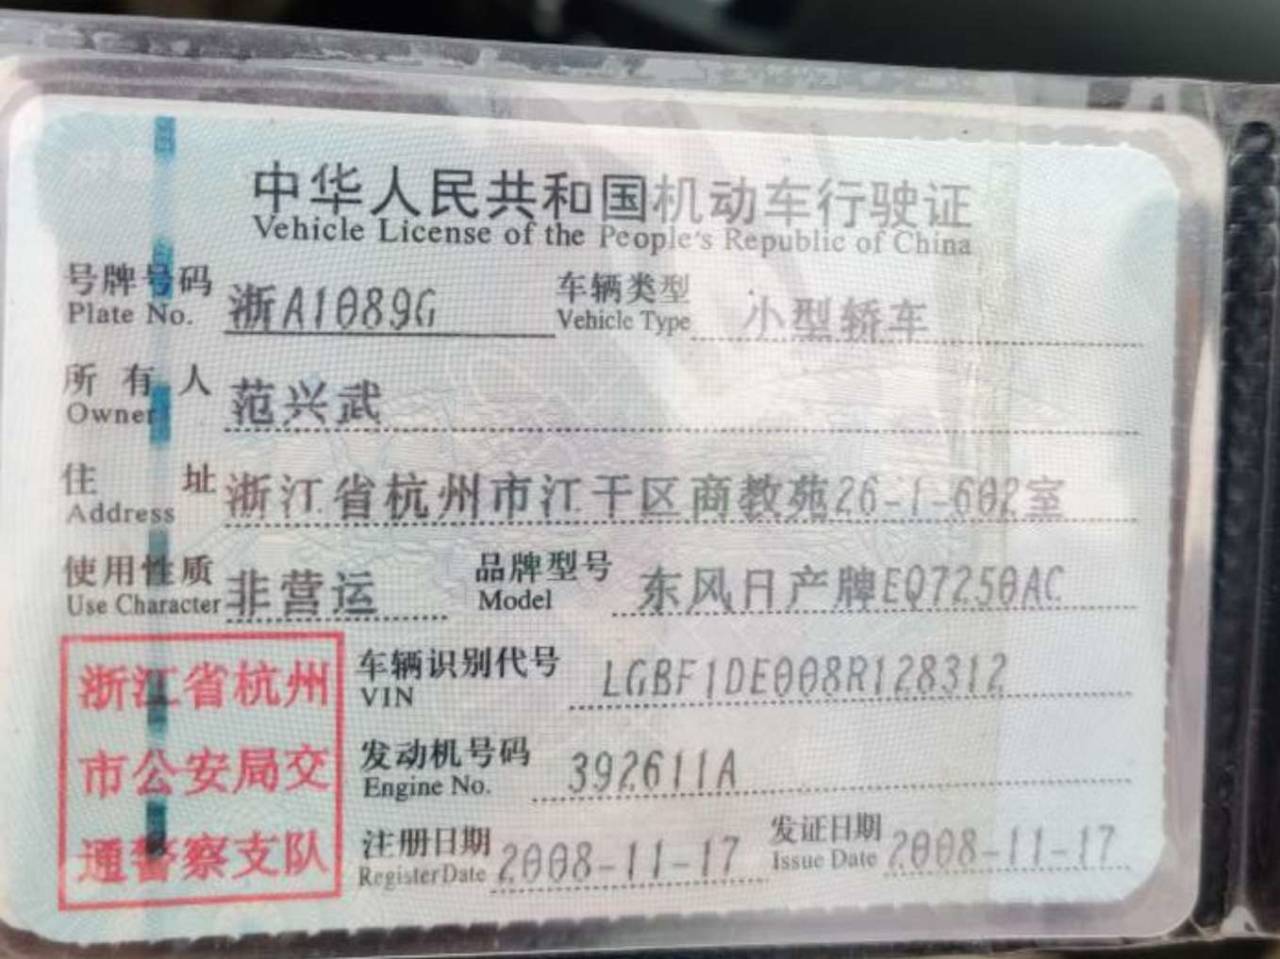 中华人民共和国机动车行驶证
Vehicle License of the People's Republic of China
号牌号码 浙A1089G 车辆类型 小型轿车
Plate No. Vehicle Type
所有人 范兴武
Owner
住址 浙江省杭州市江干区商教苑26-1-602室
Address
使用性质 非营运 品牌型号 东风日产牌EQ7250AC
Use Character Model
浙江省杭州
市公安局交
通警察支队
车辆识别代号 LGBF1DE008R128312
VIN
发动机号码 392611A
Engine No.
注册日期 2008-11-17 发证日期 2008-11-17
Register Date Issue Date